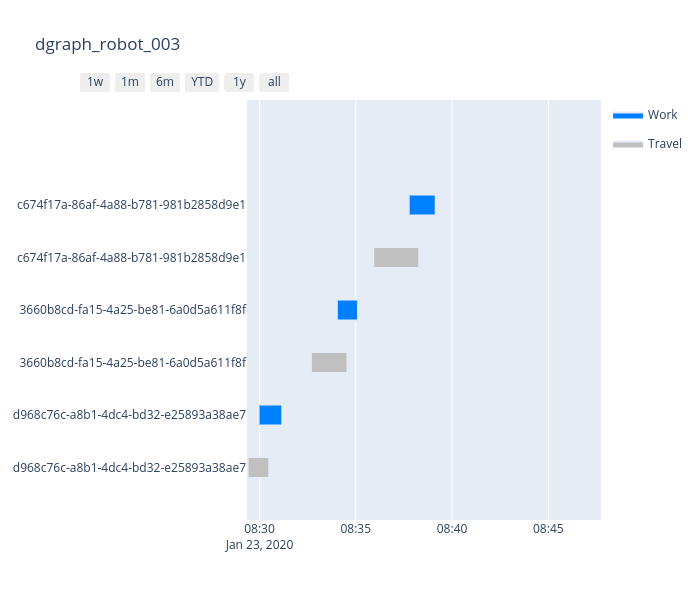 dgraph_robot_003
1w 1m 6m YTD 1y all
Work
Travel
c674f17a-86af-4a88-b781-981b2858d9e1
c674f17a-86af-4a88-b781-981b2858d9e1
3660b8cd-fa15-4a25-be81-6a0d5a611f8f
3660b8cd-fa15-4a25-be81-6a0d5a611f8f
d968c76c-a8b1-4dc4-bd32-e25893a38ae7
d968c76c-a8b1-4dc4-bd32-e25893a38ae7
08:30 08:35 08:40 08:45
Jan 23, 2020